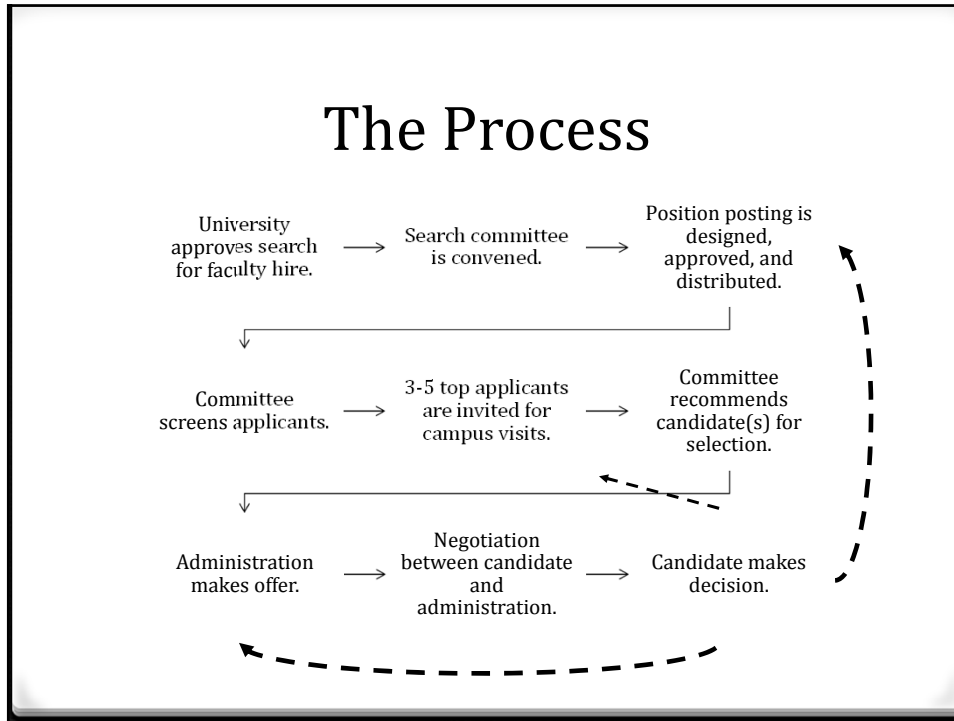 The Process
University
approves search
for faculty hire.
Search committee
is convened.
Position posting is
designed,
approved, and
distributed.
Committee
screens applicants.
3-5 top applicants
are invited for
campus visits.
Committee
recommends
candidate(s) for
selection.
Administration
makes offer.
Negotiation
between candidate
and
administration.
Candidate makes
decision.